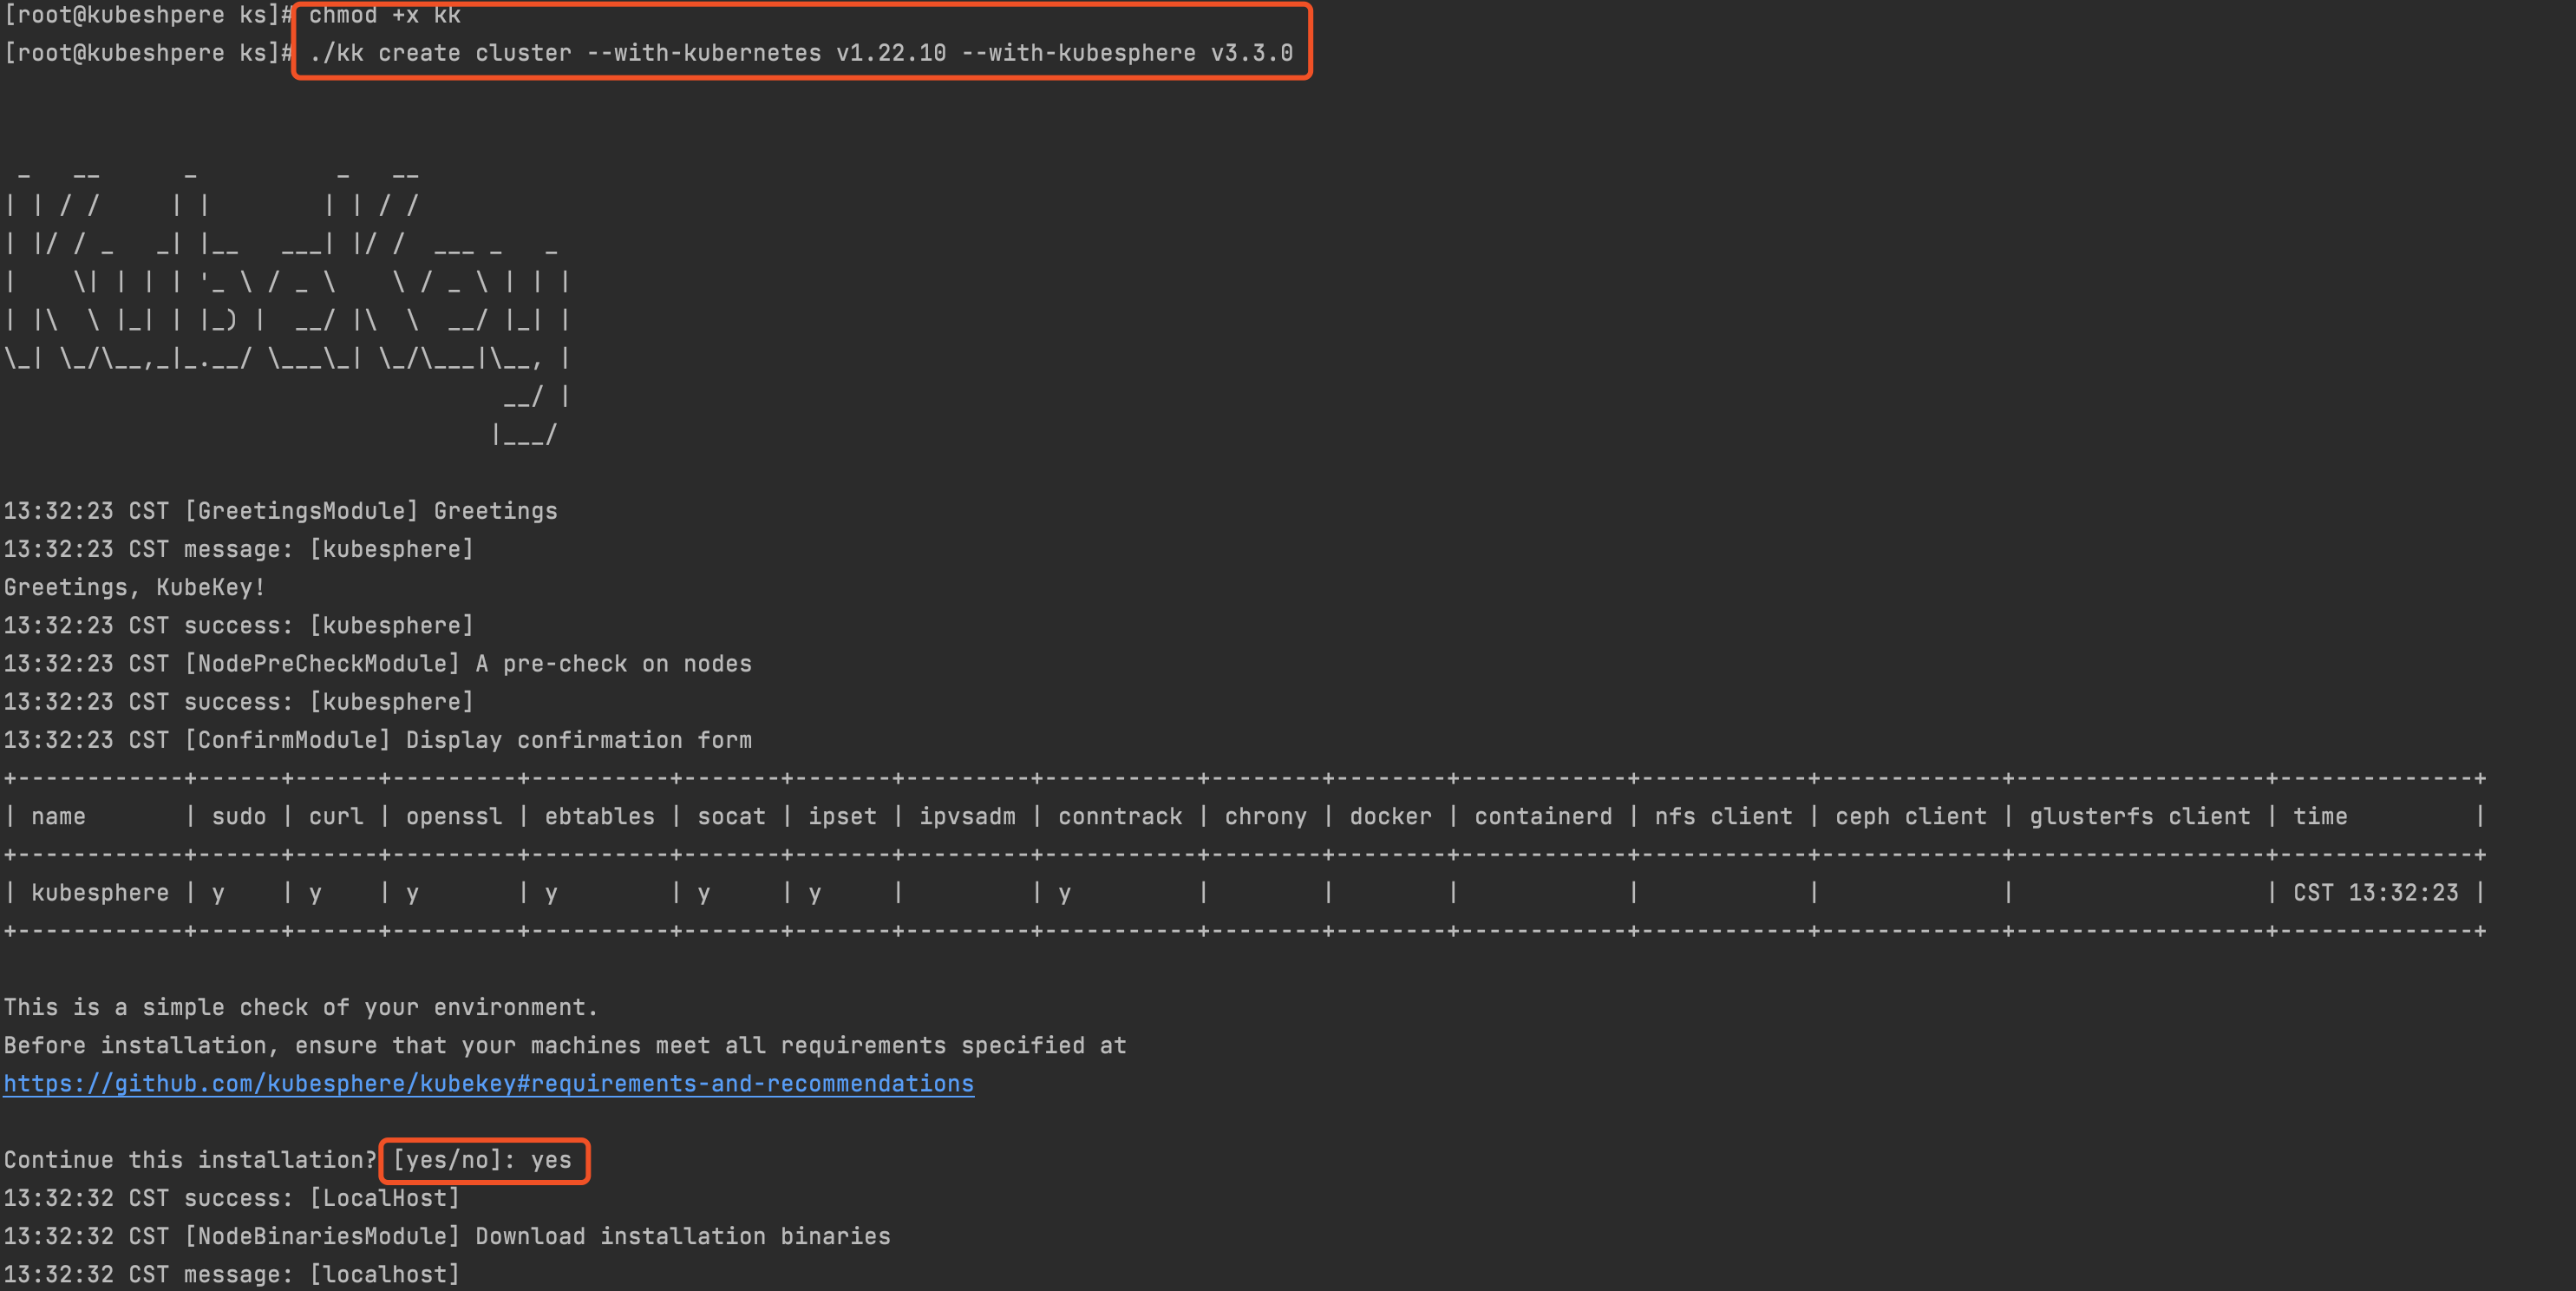 [root@kubeshpere ks]# chmod +x kk
[root@kubeshpere ks]# ./kk create cluster --with-kubernetes v1.22.10 --with-kubesphere v3.3.0
 _   __      _          _   __
| | / /     | |        | | / /
| |/ / _   _| |__   ___| |/ /  ___ _   _
|    \| | | | '_ \ / _ \    \ / _ \ | | |
| |\  \ |_| | |_) |  __/ |\  \  __/ |_| |
\_| \_/\__,_|_.__/ \___\_| \_/\___|\__, |
                                    __/ |
                                   |___/
13:32:23 CST [GreetingsModule] Greetings
13:32:23 CST message: [kubesphere]
Greetings, KubeKey!
13:32:23 CST success: [kubesphere]
13:32:23 CST [NodePreCheckModule] A pre-check on nodes
13:32:23 CST success: [kubesphere]
13:32:23 CST [ConfirmModule] Display confirmation form
+------------+------+------+---------+----------+-------+-------+---------+-----------+--------+--------+------------+------------+-------------+------------------+--------------+
| name       | sudo | curl | openssl | ebtables | socat | ipset | ipvsadm | conntrack | chrony | docker | containerd | nfs client | ceph client | glusterfs client | time         |
+------------+------+------+---------+----------+-------+-------+---------+-----------+--------+--------+------------+------------+-------------+------------------+--------------+
| kubesphere | y    | y    | y       | y        | y     | y     |         | y         |        |        |            |            |             |                  | CST 13:32:23 |
+------------+------+------+---------+----------+-------+-------+---------+-----------+--------+--------+------------+------------+-------------+------------------+--------------+
This is a simple check of your environment.
Before installation, ensure that your machines meet all requirements specified at
https://github.com/kubesphere/kubekey#requirements-and-recommendations
Continue this installation? [yes/no]: yes
13:32:32 CST success: [LocalHost]
13:32:32 CST [NodeBinariesModule] Download installation binaries
13:32:32 CST message: [localhost]